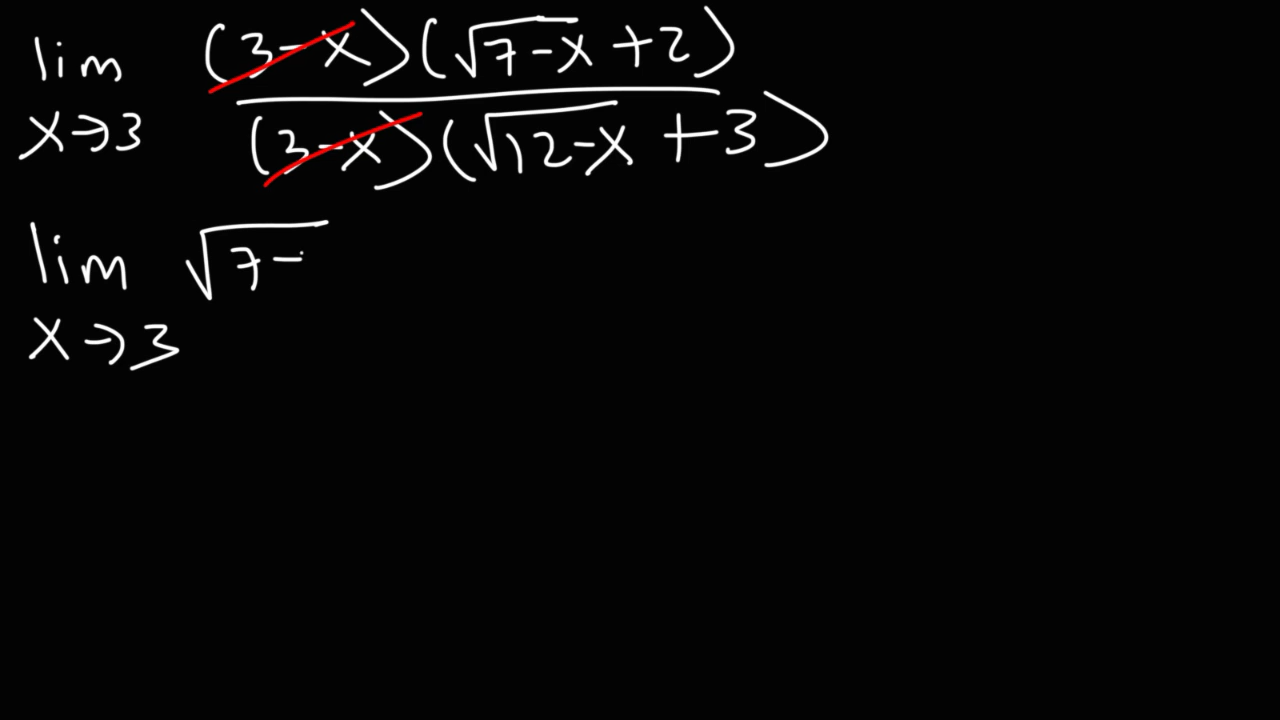 lim (3-x)(√7-x +2)
x→3 (3-x)(√12-x +3)
lim √7-
x→3